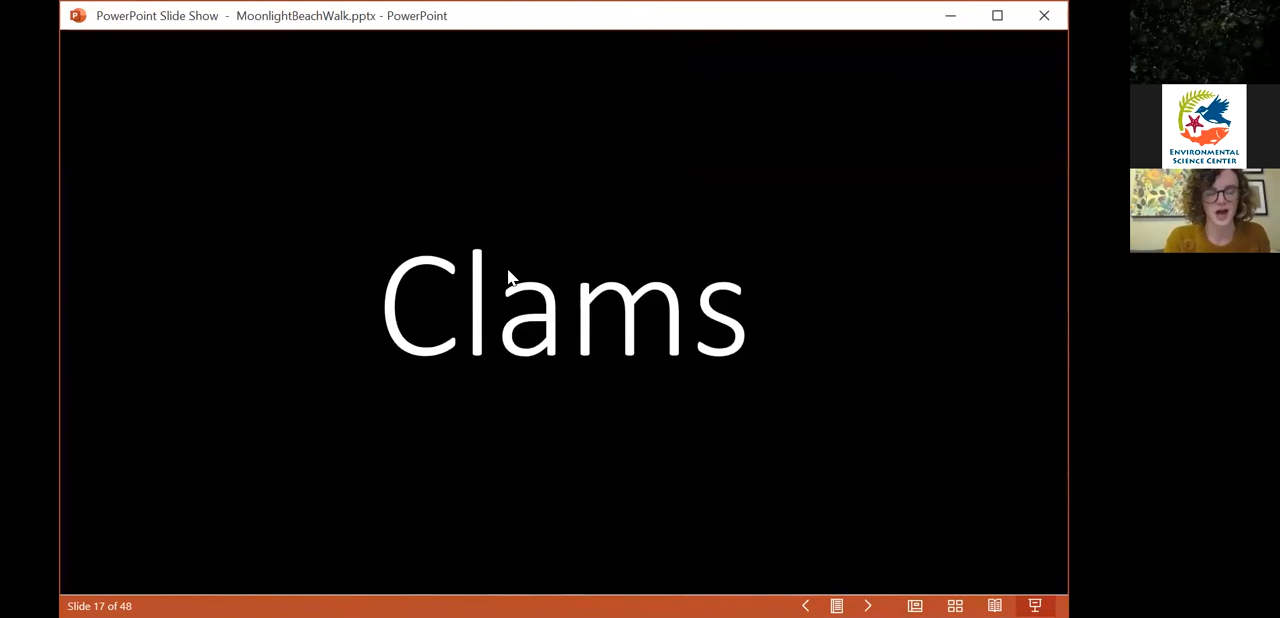 PowerPoint Slide Show - MoonlightBeachWalk.pptx - PowerPoint
ENVIRONMENTAL
SCIENCE CENTER
Clams
Slide 17 of 48